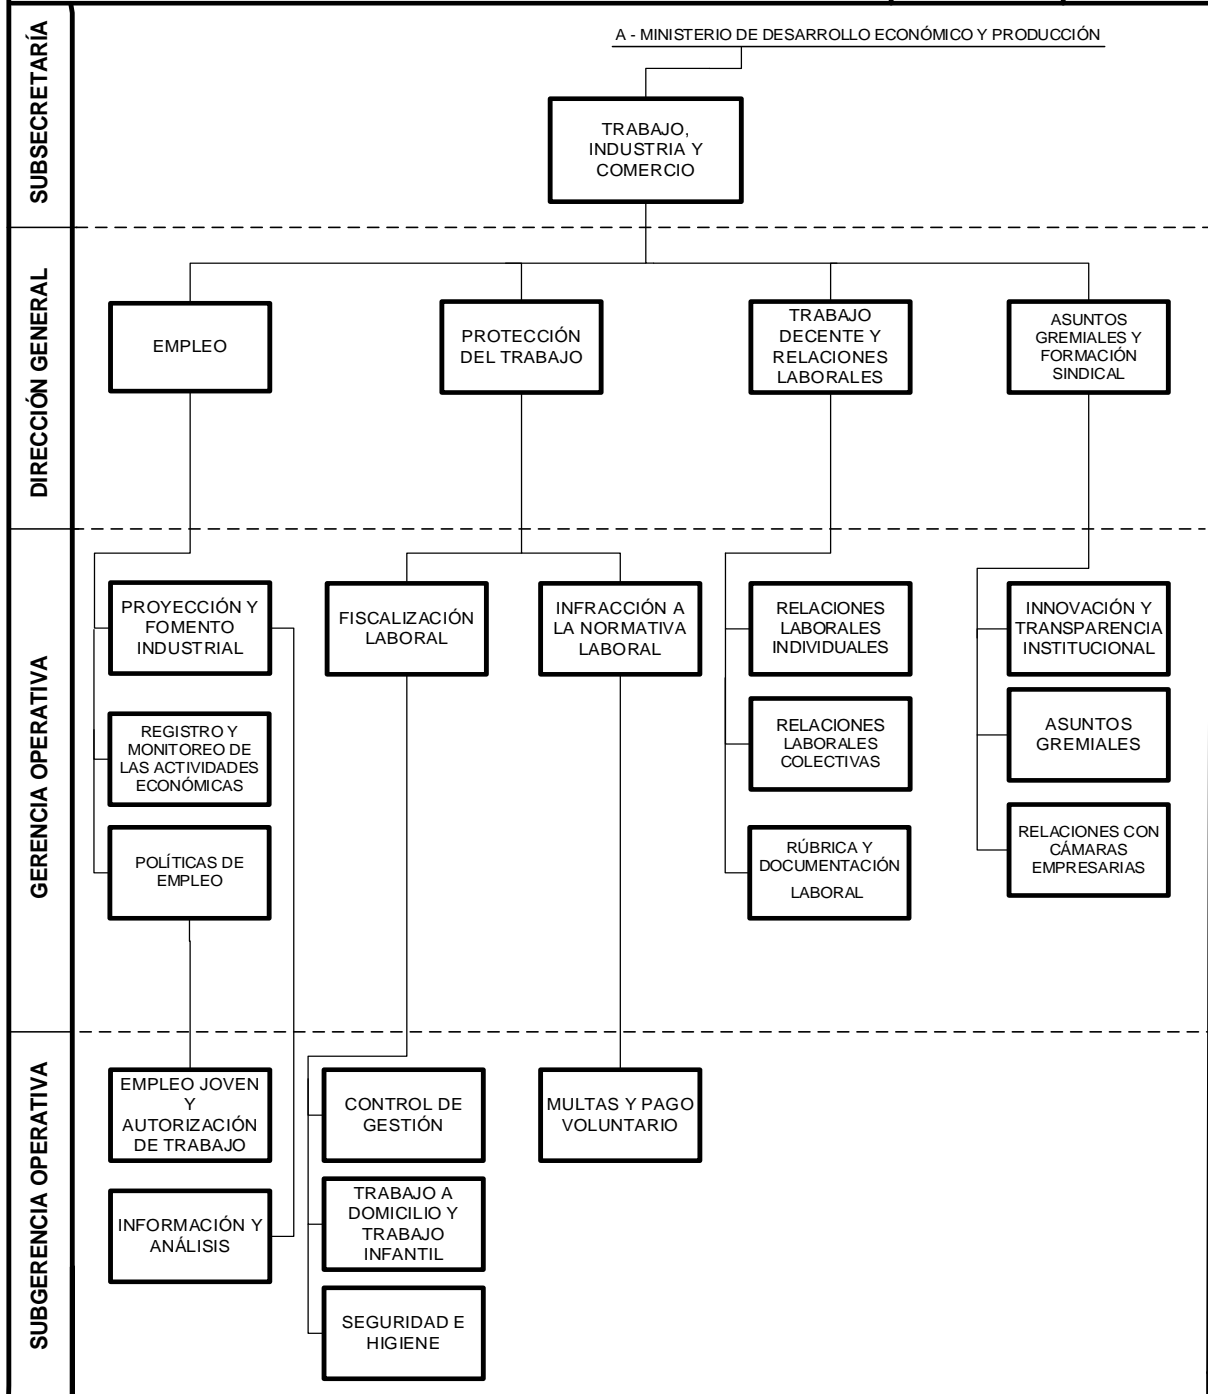 SUBSECRETARÍA
A - MINISTERIO DE DESARROLLO ECONÓMICO Y PRODUCCIÓN
TRABAJO,
INDUSTRIA Y
COMERCIO
DIRECCIÓN GENERAL
EMPLEO
PROTECCIÓN
DEL TRABAJO
TRABAJO
DECENTE Y
RELACIONES
LABORALES
ASUNTOS
GREMIALES Y
FORMACIÓN
SINDICAL
GERENCIA OPERATIVA
PROYECCIÓN Y
FOMENTO
INDUSTRIAL
FISCALIZACIÓN
LABORAL
INFRACCIÓN A
LA NORMATIVA
LABORAL
RELACIONES
LABORALES
INDIVIDUALES
INNOVACIÓN Y
TRANSPARENCIA
INSTITUCIONAL
REGISTRO Y
MONITOREO DE
LAS ACTIVIDADES
ECONÓMICAS
RELACIONES
LABORALES
COLECTIVAS
ASUNTOS
GREMIALES
POLÍTICAS DE
EMPLEO
RÚBRICA Y
DOCUMENTACIÓN
LABORAL
RELACIONES CON
CÁMARAS
EMPRESARIAS
SUBGERENCIA OPERATIVA
EMPLEO JOVEN
Y
AUTORIZACIÓN
DE TRABAJO
CONTROL DE
GESTIÓN
MULTAS Y PAGO
VOLUNTARIO
INFORMACIÓN Y
ANÁLISIS
TRABAJO A
DOMICILIO Y
TRABAJO
INFANTIL
SEGURIDAD E
HIGIENE